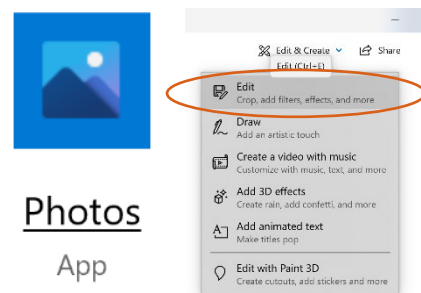 Photos
App
Edit & Create
Share
Edit (Ctrl+E)
Edit
Crop, add filters, effects, and more
Draw
Add an artistic touch
Create a video with music
Customize with music, text, and more
Add 3D effects
Create rain, add confetti, and more
Add animated text
Make titles pop
Edit with Paint 3D
Create cutouts, add stickers and more